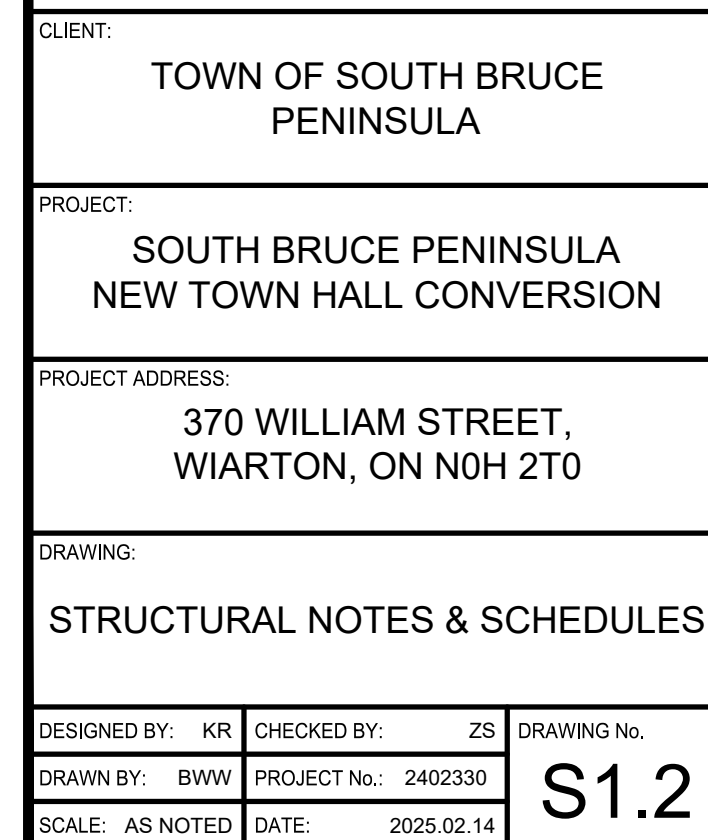 CLIENT:
TOWN OF SOUTH BRUCE
PENINSULA
PROJECT:
SOUTH BRUCE PENINSULA
NEW TOWN HALL CONVERSION
PROJECT ADDRESS:
370 WILLIAM STREET,
WIARTON, ON N0H 2T0
DRAWING:
STRUCTURAL NOTES & SCHEDULES
DESIGNED BY: KR CHECKED BY: ZS DRAWING No.
DRAWN BY: BWW PROJECT No.: 2402330
S1.2
SCALE: AS NOTED DATE: 2025.02.14